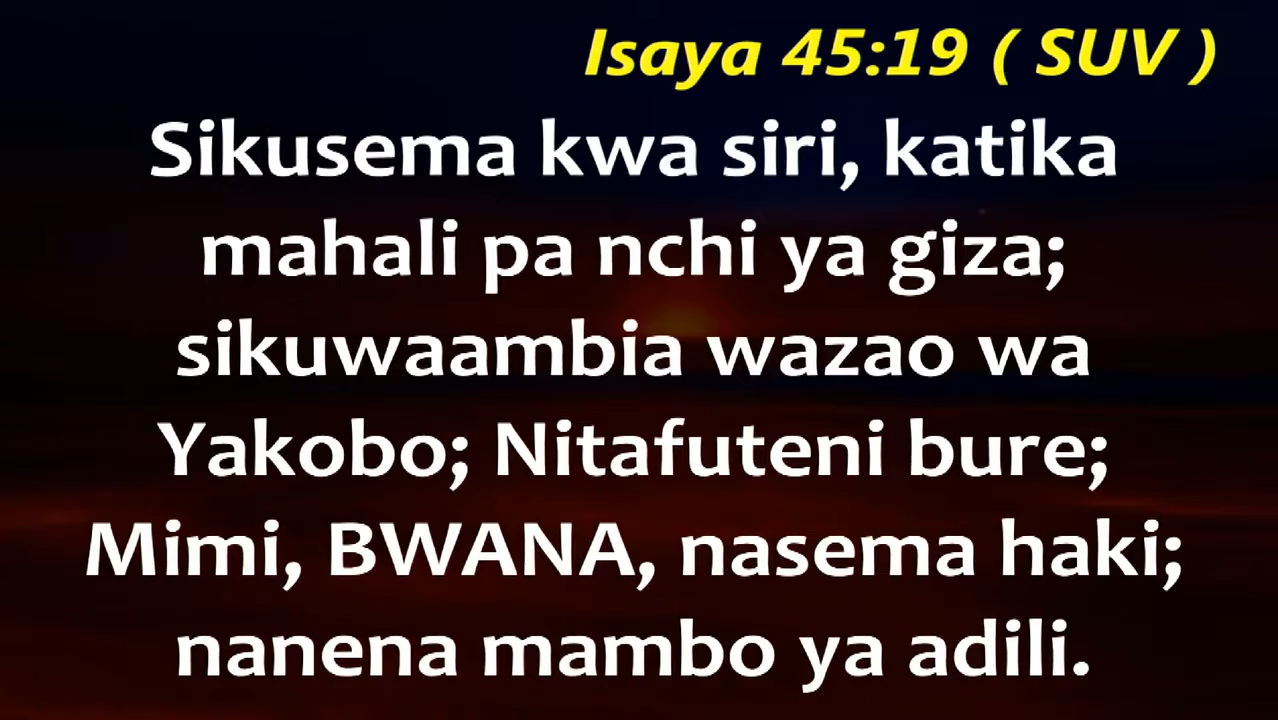 Isaya 45:19 ( SUV )
Sikusema kwa siri, katika
mahali pa nchi ya giza;
sikuwaambia wazao wa
Yakobo; Nitafuteni bure;
Mimi, BWANA, nasema haki;
nanena mambo ya adili.